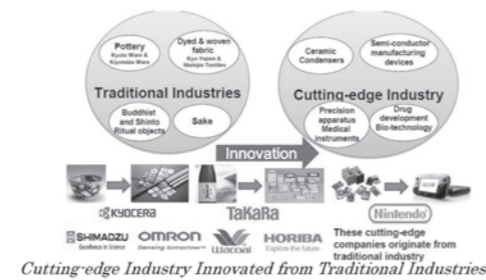 Pottery
Kyoto Ware &
Kiyomizu Ware
Dyed & woven
fabric
Kyo-Yuzen &
Nishijin Textiles
Traditional Industries
Buddhist
and Shinto
Ritual objects
Sake
Ceramic
Condensers
Semi-conductor
manufacturing
devices
Cutting-edge Industry
Precision
apparatus
Medical
instruments
Drug
development
Bio-technology
Innovation
KYOCERA
TaKaRa
Nintendo
SHIMADZU
Excellence in Science
OMRON
Sensing tomorrow
Wacoal
HORIBA
Explore the future
These cutting-edge
companies originate from
traditional industry
Cutting-edge Industry Innovated from Traditional Industries